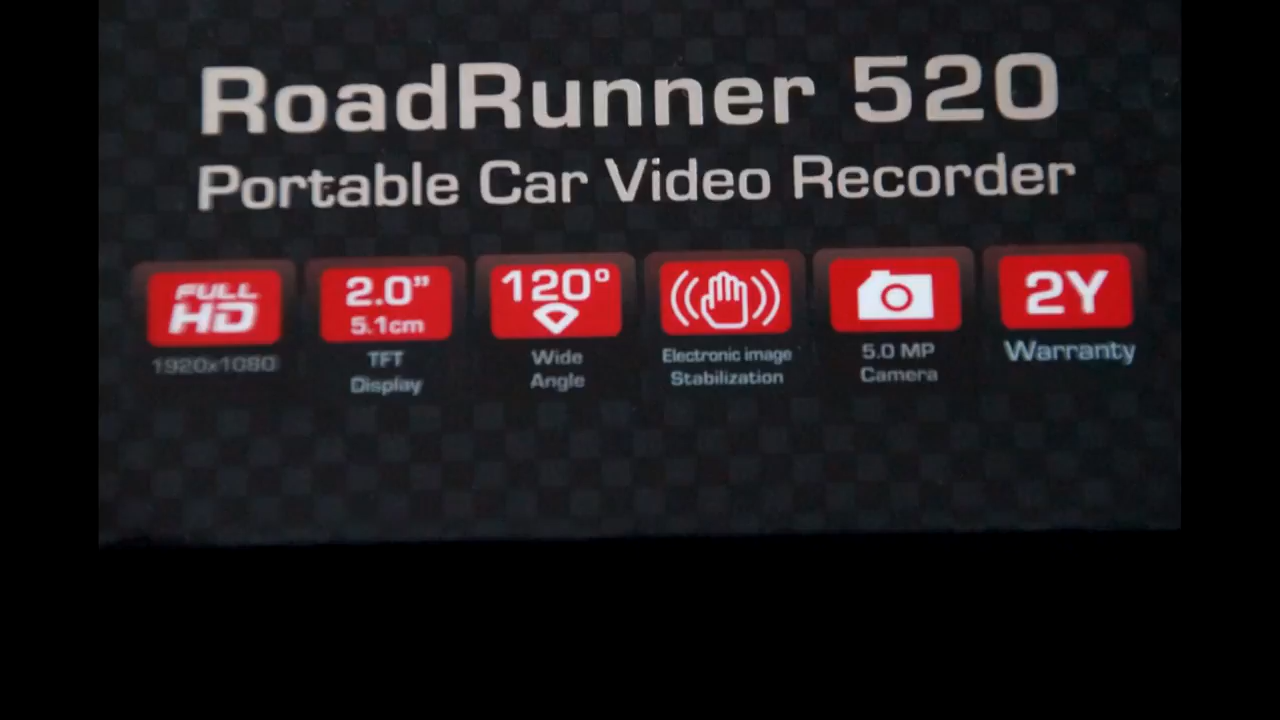 RoadRunner 520
Portable Car Video Recorder
FULL HD
1920x1080
2.0”
5.1cm
TFT
Display
120°
Wide
Angle
Electronic image
Stabilization
5.0 MP
Camera
2Y
Warranty